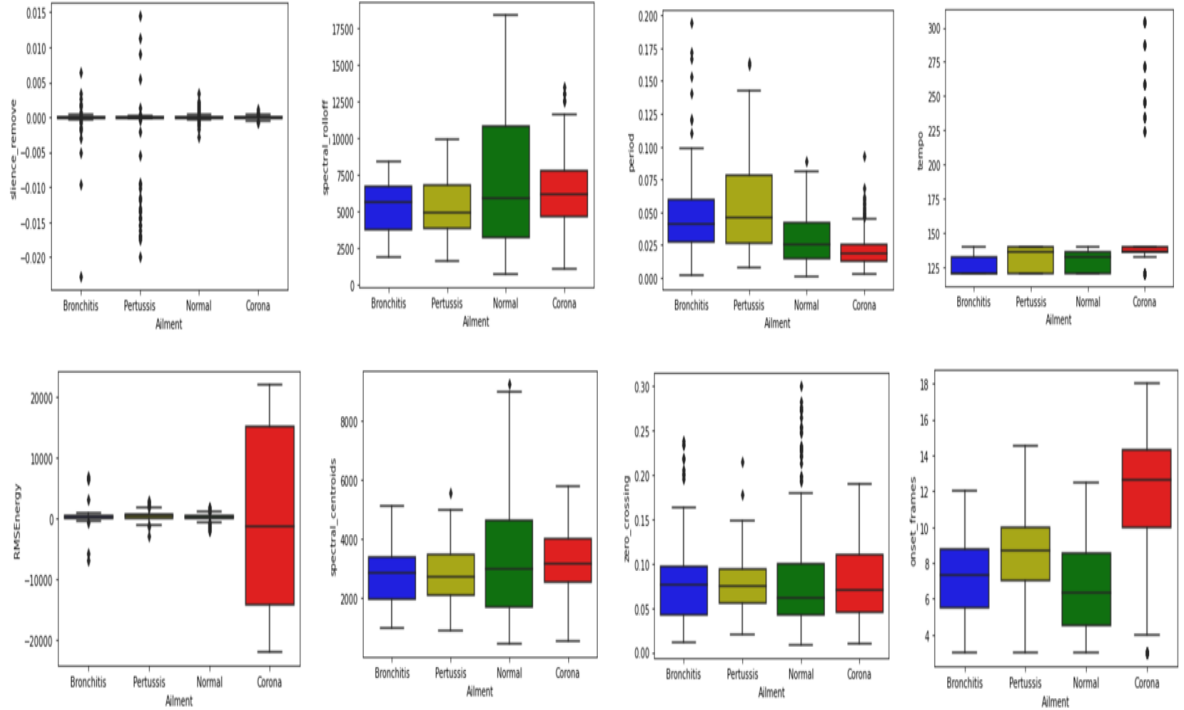 slience_remove
0.015
0.010
0.005
0.000
−0.005
−0.010
−0.015
−0.020
Bronchitis Pertussis Normal Corona
Ailment
spectral_rolloff
17500
15000
12500
10000
7500
5000
2500
0
Bronchitis Pertussis Normal Corona
Ailment
period
0.200
0.175
0.150
0.125
0.100
0.075
0.050
0.025
0.000
Bronchitis Pertussis Normal Corona
Ailment
tempo
300
275
250
225
200
175
150
125
Bronchitis Pertussis Normal Corona
Ailment
RMSEnergy
20000
10000
0
−10000
−20000
Bronchitis Pertussis Normal Corona
Ailment
spectral_centroids
8000
6000
4000
2000
Bronchitis Pertussis Normal Corona
Ailment
zero_crossing
0.30
0.25
0.20
0.15
0.10
0.05
0.00
Bronchitis Pertussis Normal Corona
Ailment
onset_frames
18
16
14
12
10
8
6
4
Bronchitis Pertussis Normal Corona
Ailment